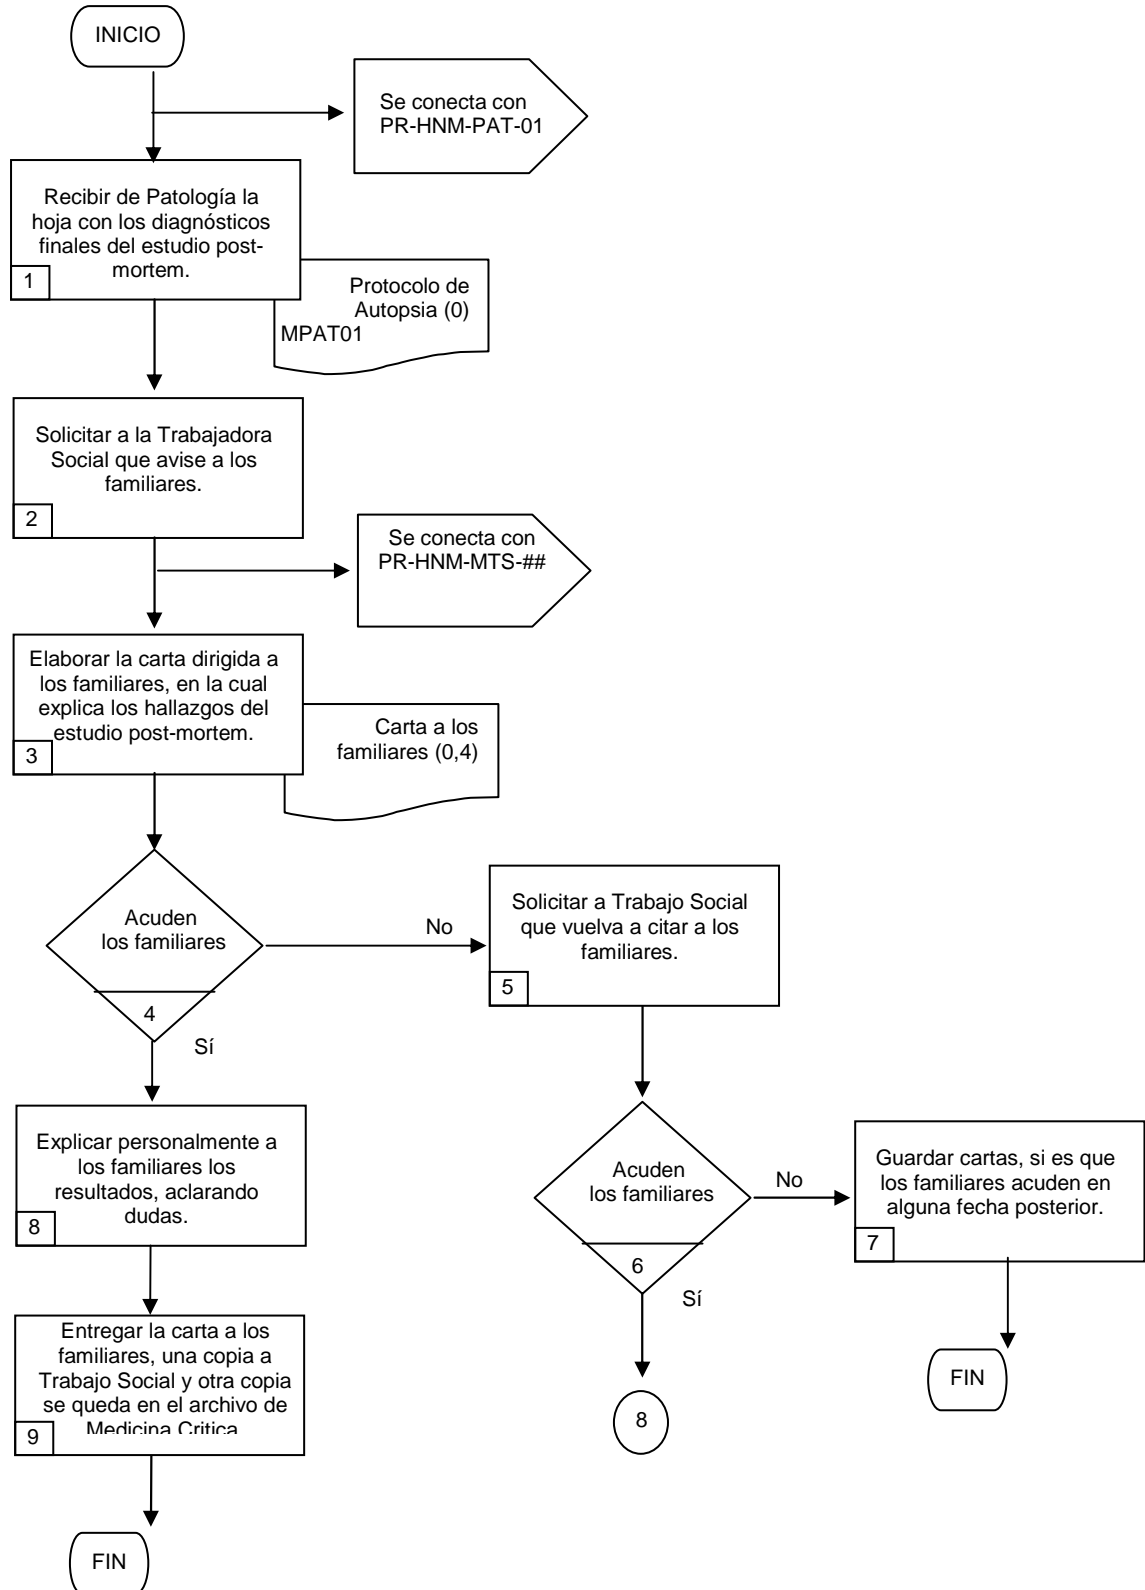 INICIO
Se conecta con
PR-HNM-PAT-01
Recibir de Patología la
hoja con los diagnósticos
finales del estudio post-
mortem.
1
Protocolo de
Autopsia (0)
MPAT01
Solicitar a la Trabajadora
Social que avise a los
familiares.
2
Se conecta con
PR-HNM-MTS-##
Elaborar la carta dirigida a
los familiares, en la cual
explica los hallazgos del
estudio post-mortem.
3
Carta a los
familiares (0,4)
Acuden
los familiares
4
No
Sí
Solicitar a Trabajo Social
que vuelva a citar a los
familiares.
5
Acuden
los familiares
6
No
Sí
Guardar cartas, si es que
los familiares acuden en
alguna fecha posterior.
7
FIN
8
Explicar personalmente a
los familiares los
resultados, aclarando
dudas.
8
Entregar la carta a los
familiares, una copia a
Trabajo Social y otra copia
se queda en el archivo de
Medicina Critica
9
FIN